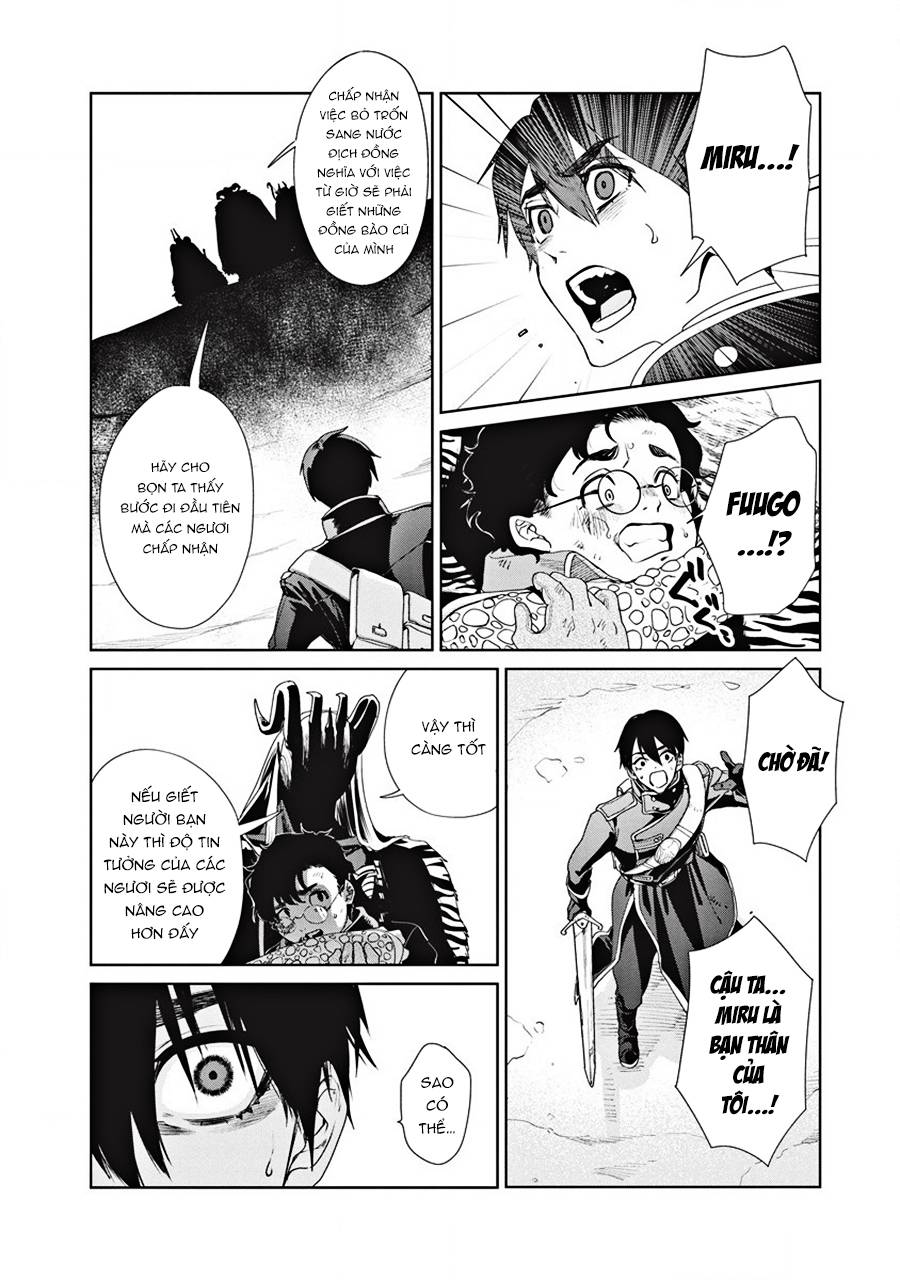 MIRU....!
FUUGO
....!?
CHẤP NHẬN
VIỆC BỎ TRỐN
SANG NƯỚC
ĐỊCH ĐỒNG
NGHĨA VỚI VIỆC
TỪ GIỜ SẼ PHẢI
GIẾT NHỮNG
ĐỒNG BÀO CŨ
CỦA MÌNH
HÃY CHO
BỌN TA THẤY
BƯỚC ĐI ĐẦU TIÊN
MÀ CÁC NGƯƠI
CHẤP NHẬN
CHỜ ĐÃ!
CẬU TA...
MIRU LÀ
BẠN THÂN
CỦA
TÔI....!
VẬY THÌ
CÀNG TỐT
NẾU GIẾT
NGƯỜI BẠN
NÀY THÌ ĐỘ TIN
TƯỞNG CỦA CÁC
NGƯƠI SẼ ĐƯỢC
NÂNG CAO
HƠN ĐẤY
SAO
CÓ
THỂ...